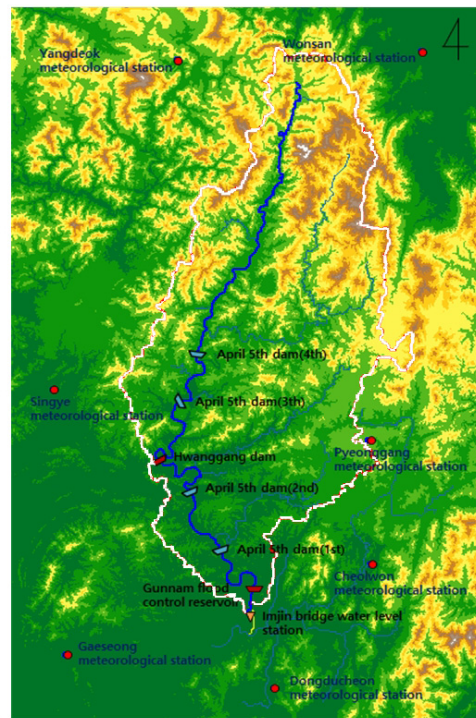 4
Wonsan
meteorological station
Yangdeok
meteorological station
April 5th dam(4th)
Singye
meteorological station
April 5th dam(3th)
Pyeonggang
meteorological station
Hwanggang dam
April 5th dam(2nd)
April 5th dam(1st)
Cheolwon
meteorological station
Gunnam flood
control reservoir
Imjin bridge water level
station
Gaeseong
meteorological station
Dongducheon
meteorological station